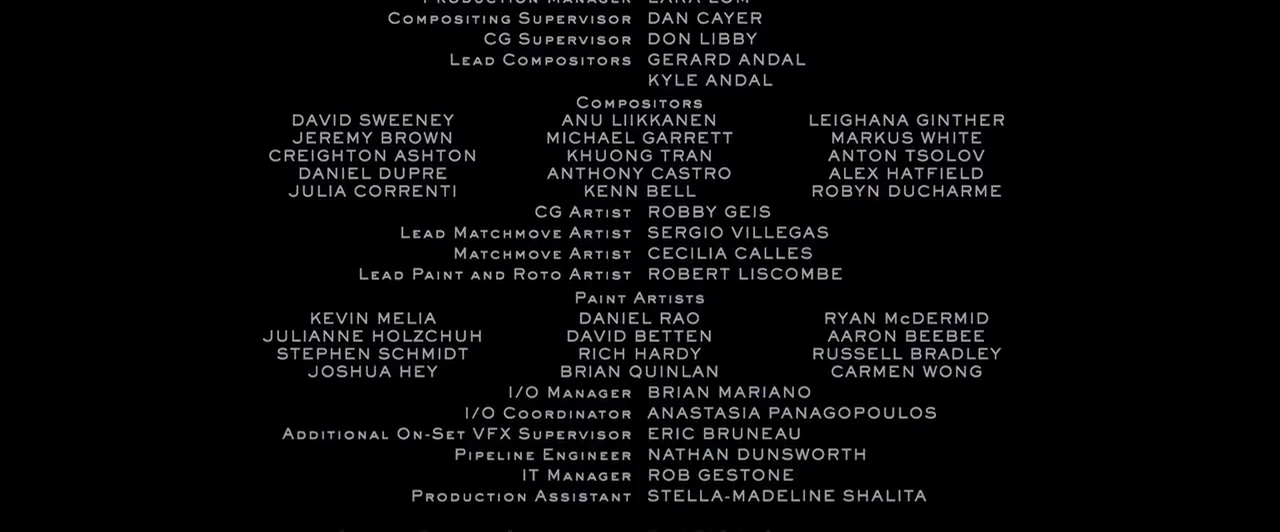 PRODUCTION MANAGER LARA LOM
COMPOSITING SUPERVISOR DAN CAYER
CG SUPERVISOR DON LIBBY
LEAD COMPOSITORS GERARD ANDAL
KYLE ANDAL
COMPOSITORS
DAVID SWEENEY ANU LIIKKANEN LEIGHANA GINTHER
JEREMY BROWN MICHAEL GARRETT MARKUS WHITE
CREIGHTON ASHTON KHUONG TRAN ANTON TSOLOV
DANIEL DUPRE ANTHONY CASTRO ALEX HATFIELD
JULIA CORRENTI KENN BELL ROBYN DUCHARME
CG ARTIST ROBBY GEIS
LEAD MATCHMOVE ARTIST SERGIO VILLEGAS
MATCHMOVE ARTIST CECILIA CALLES
LEAD PAINT AND ROTO ARTIST ROBERT LISCOMBE
PAINT ARTISTS
KEVIN MELIA DANIEL RAO RYAN McDERMID
JULIANNE HOLZCHUH DAVID BETTEN AARON BEEBEE
STEPHEN SCHMIDT RICH HARDY RUSSELL BRADLEY
JOSHUA HEY BRIAN QUINLAN CARMEN WONG
I/O MANAGER BRIAN MARIANO
I/O COORDINATOR ANASTASIA PANAGOPOULOS
ADDITIONAL ON-SET VFX SUPERVISOR ERIC BRUNEAU
PIPELINE ENGINEER NATHAN DUNSWORTH
IT MANAGER ROB GESTONE
PRODUCTION ASSISTANT STELLA-MADELINE SHALITA